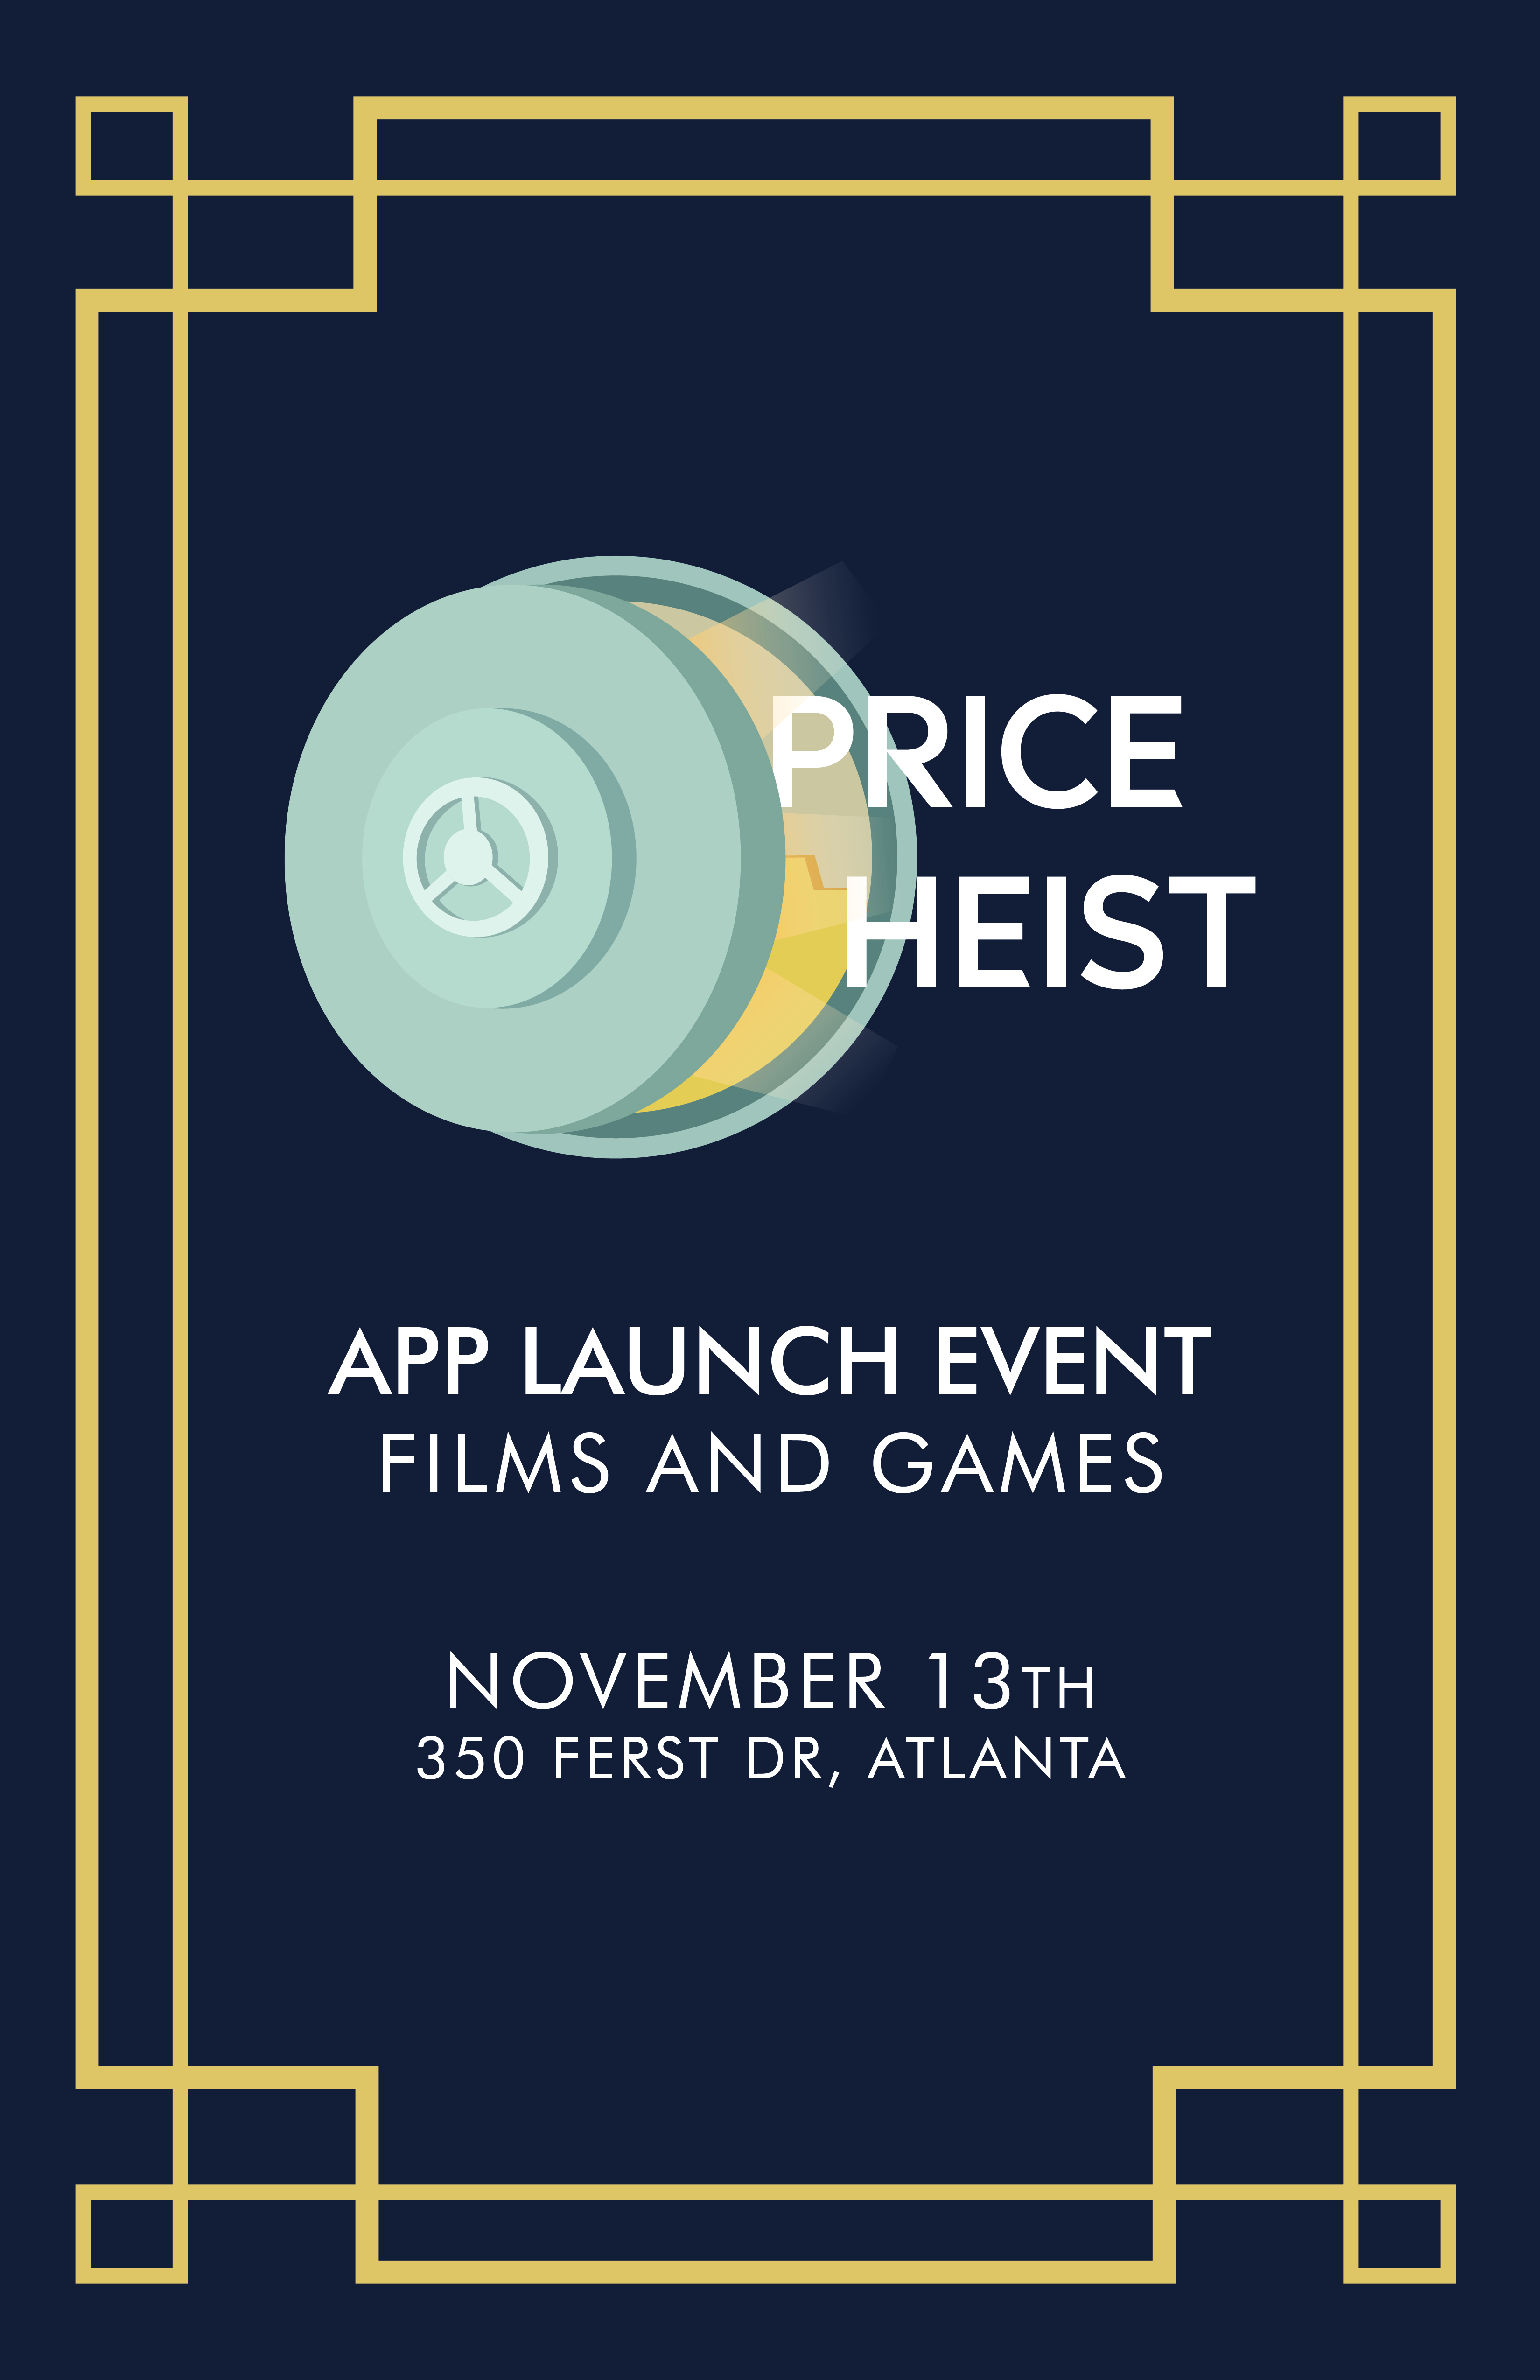 PRICE
HEIST
APP LAUNCH EVENT
FILMS AND GAMES
NOVEMBER 13TH
350 FERST DR, ATLANTA